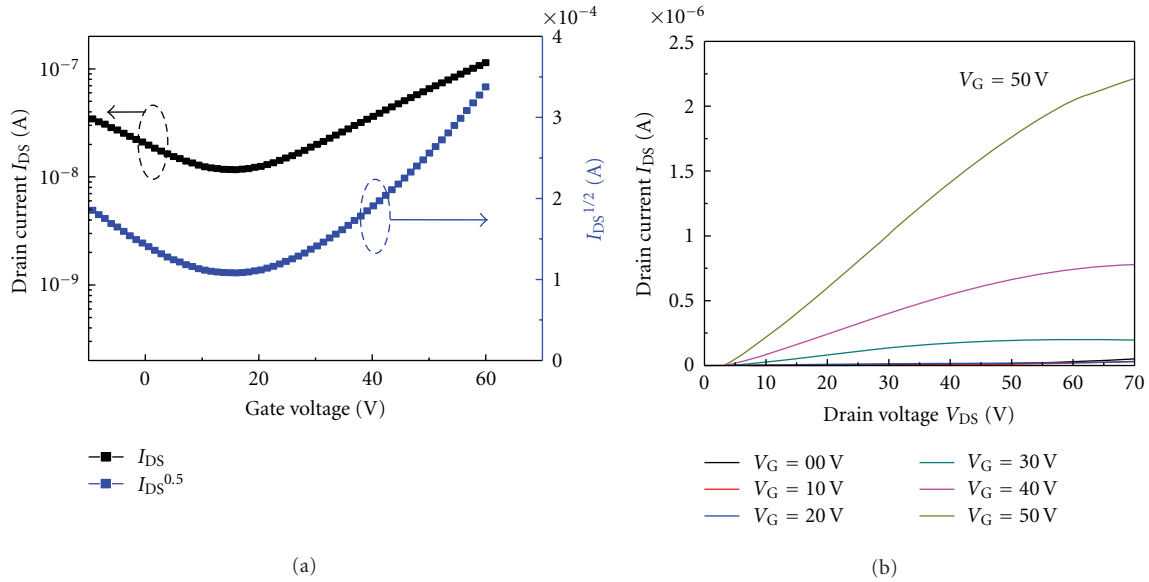 ×10⁻⁴
10⁻⁷
10⁻⁸
10⁻⁹
Drain current I_DS (A)
4
3
2
1
0
I_DS^1/2 (A)
0
20
40
60
Gate voltage (V)
I_DS
I_DS^0.5
(a)
×10⁻⁶
2.5
2
1.5
1
0.5
0
Drain current I_DS (A)
V_G = 50 V
0
10
20
30
40
50
60
70
Drain voltage V_DS (V)
V_G = 00 V
V_G = 10 V
V_G = 20 V
V_G = 30 V
V_G = 40 V
V_G = 50 V
(b)